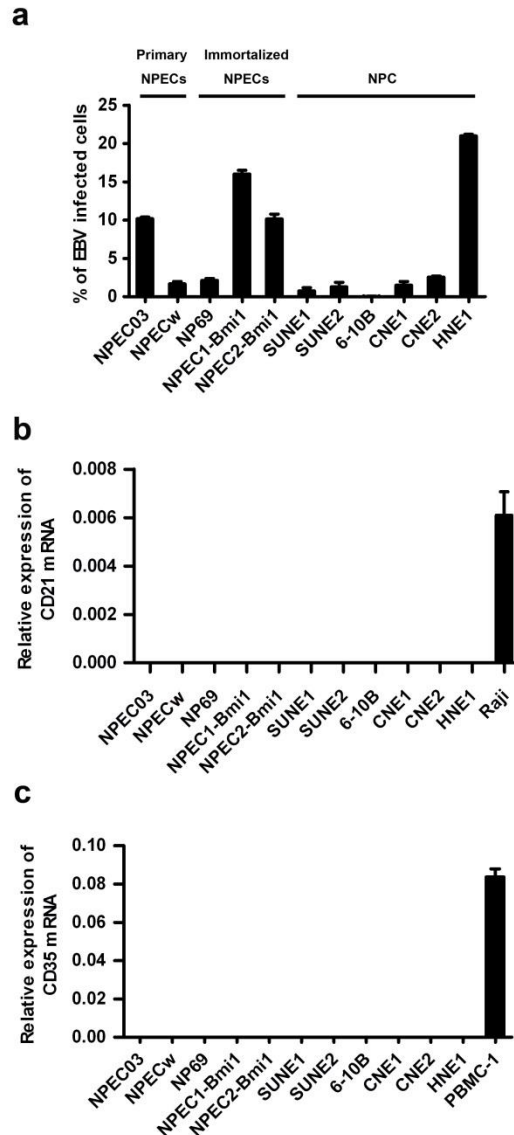 a
Primary Immortalized
NPECs NPECs NPC
% of EBV infected cells
25
20
15
10
5
0
NPEC03 NPECw NP69 NPEC1-Bmi1 NPEC2-Bmi1 SUNE1 SUNE2 6-10B CNE1 CNE2 HNE1
b
Relative expression of
CD21 mRNA
0.008
0.006
0.004
0.002
0.000
NPEC03 NPECw NP69 NPEC1-Bmi1 NPEC2-Bmi1 SUNE1 SUNE2 6-10B CNE1 CNE2 HNE1 Raji
c
Relative expression of
CD35 mRNA
0.10
0.08
0.06
0.04
0.02
0.00
NPEC03 NPECw NP69 NPEC1-Bmi1 NPEC2-Bmi1 SUNE1 SUNE2 6-10B CNE1 CNE2 HNE1 PBMC-1